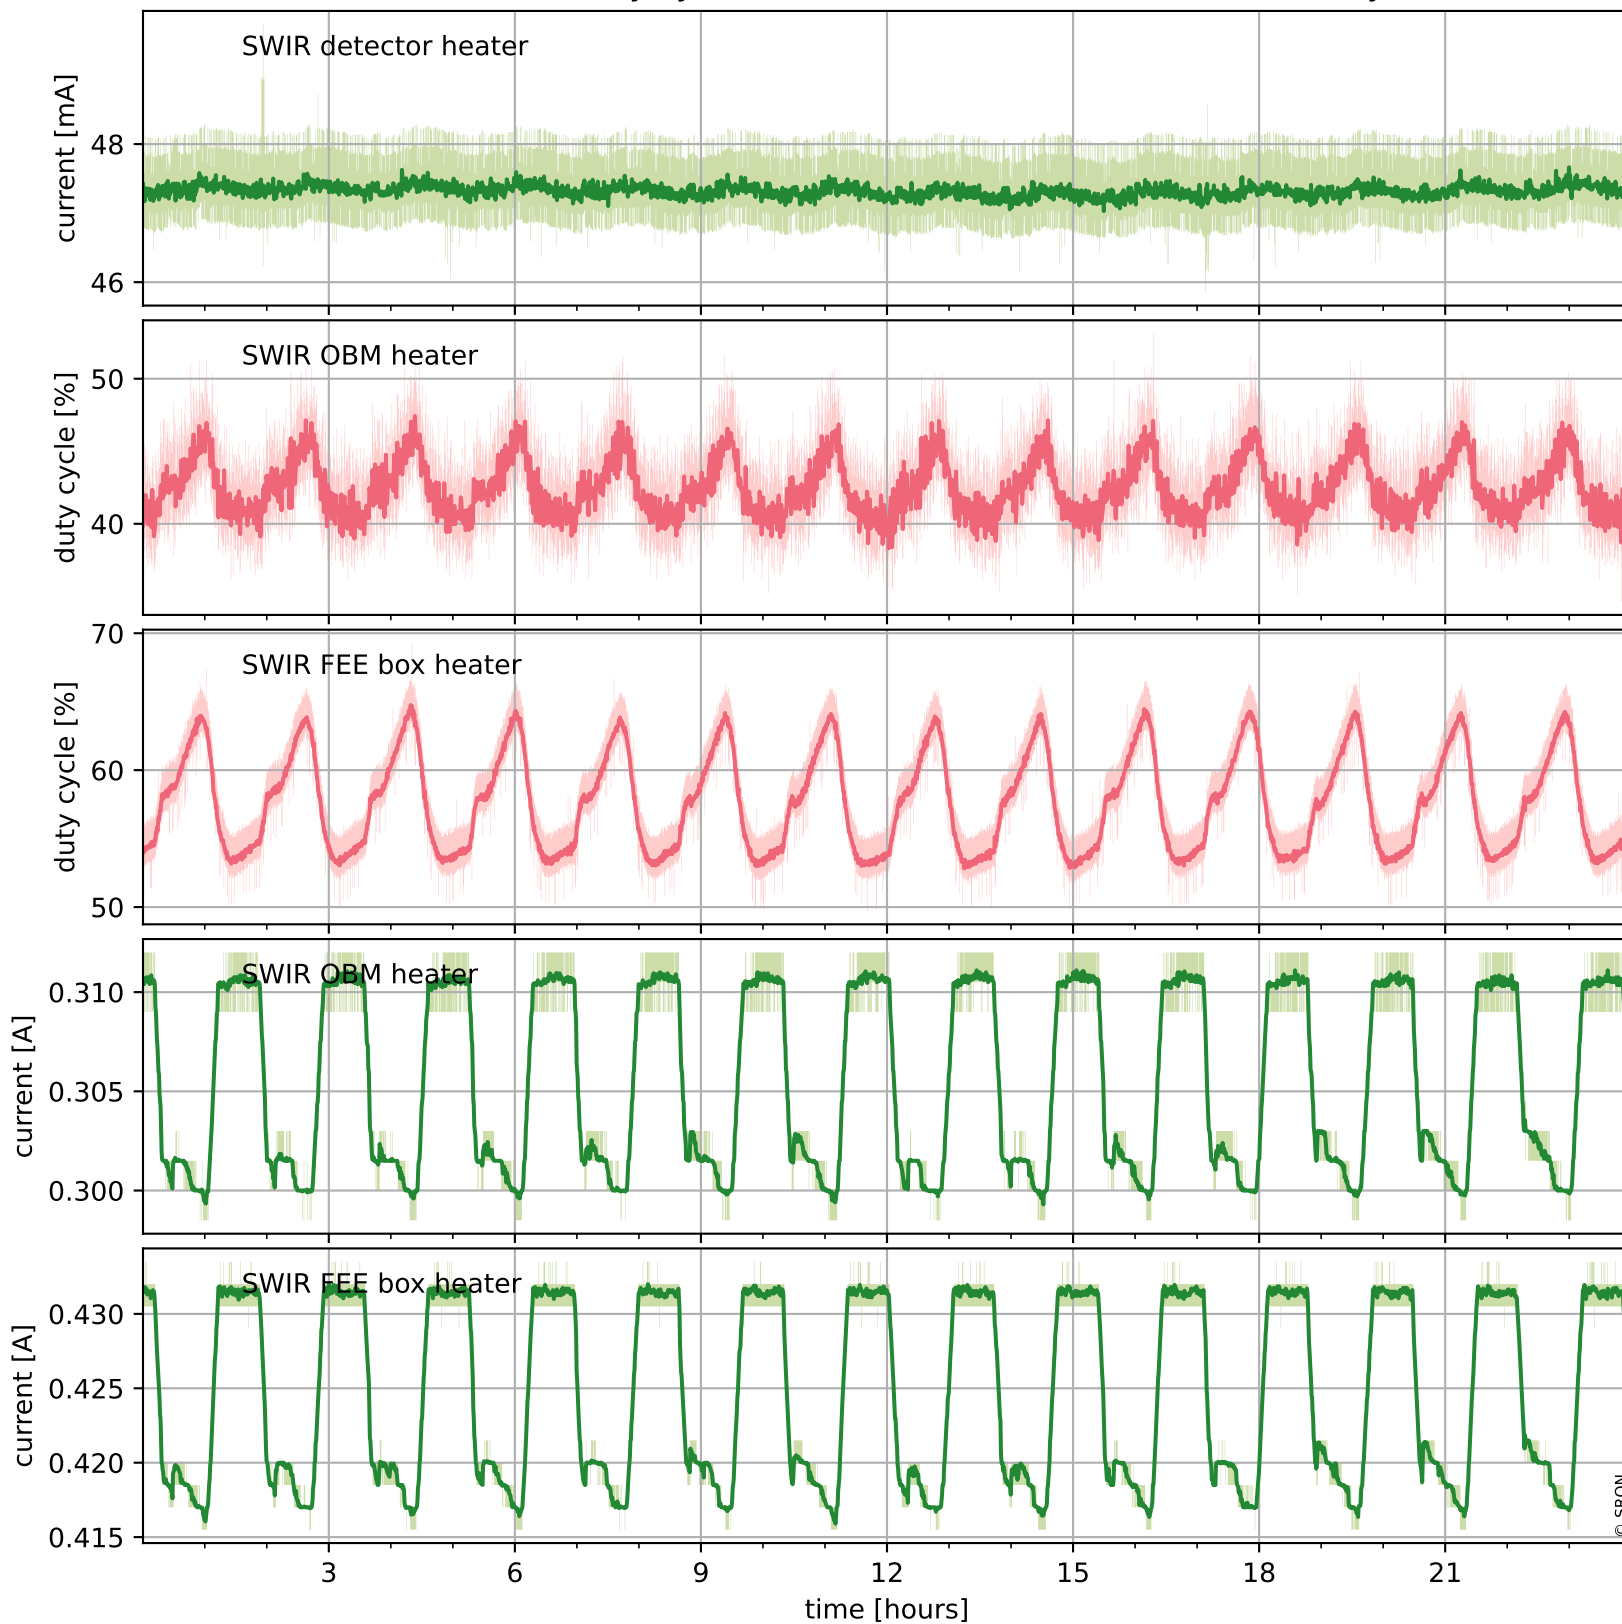 SWIR detector heater
current [mA]
48
46
SWIR OBM heater
duty cycle [%]
50
40
SWIR FEE box heater
duty cycle [%]
70
60
50
SWIR OBM heater
current [A]
0.310
0.305
0.300
SWIR FEE box heater
current [A]
0.430
0.425
0.420
0.415
3 6 9 12 15 18 21
time [hours]
© SRON